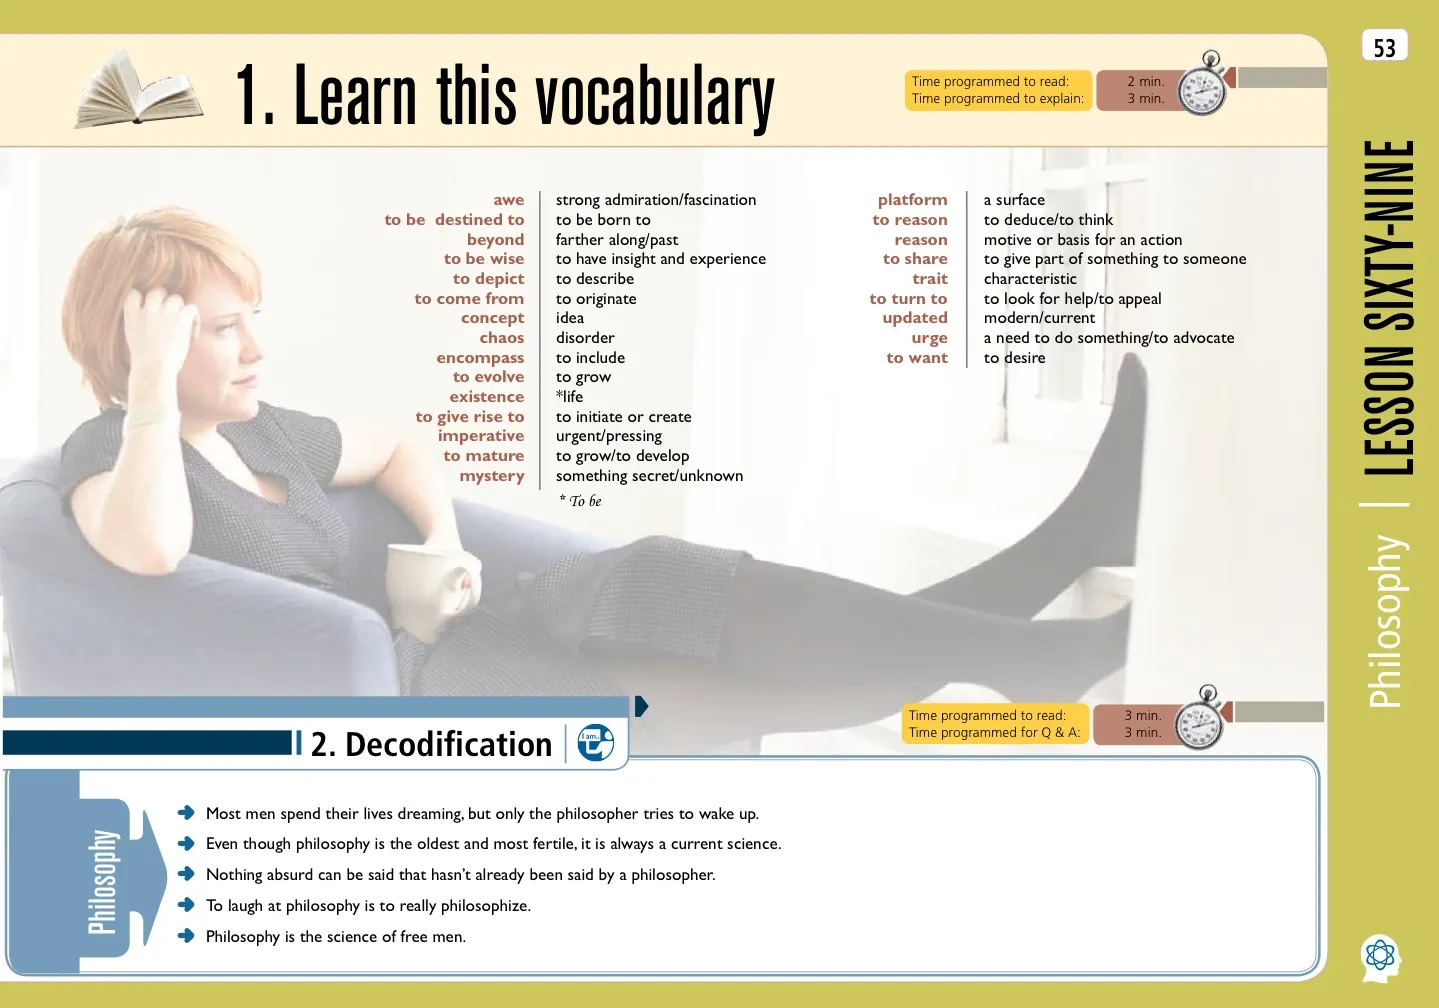 53
1. Learn this vocabulary
Time programmed to read: 2 min.
Time programmed to explain: 3 min.
awe strong admiration/fascination
to be destined to to be born to
beyond farther along/past
to be wise to have insight and experience
to depict to describe
to come from to originate
concept idea
chaos disorder
encompass to include
to evolve to grow
existence *life
to give rise to to initiate or create
imperative urgent/pressing
to mature to grow/to develop
mystery something secret/unknown
* To be
platform a surface
to reason to deduce/to think
reason motive or basis for an action
to share to give part of something to someone
trait characteristic
to turn to to look for help/to appeal
updated modern/current
urge a need to do something/to advocate
to want to desire
Philosophy | LESSON SIXTY-NINE
2. Decodification
I am..
Time programmed to read: 3 min.
Time programmed for Q & A: 3 min.
Philosophy
Most men spend their lives dreaming, but only the philosopher tries to wake up.
Even though philosophy is the oldest and most fertile, it is always a current science.
Nothing absurd can be said that hasn't already been said by a philosopher.
To laugh at philosophy is to really philosophize.
Philosophy is the science of free men.